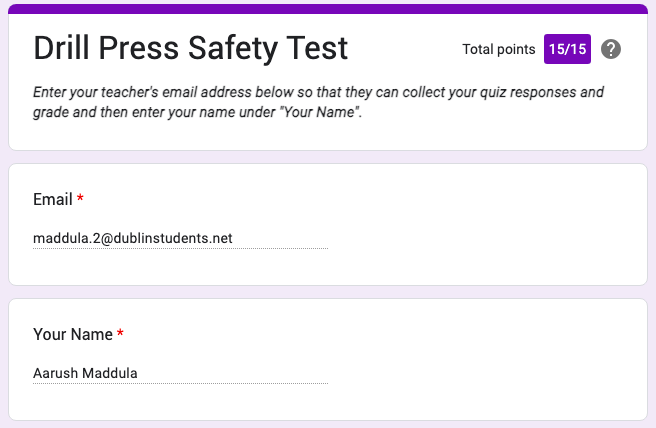 Drill Press Safety Test
Total points 15/15
Enter your teacher's email address below so that they can collect your quiz responses and
grade and then enter your name under "Your Name".
Email *
maddula.2@dublinstudents.net
Your Name *
Aarush Maddula